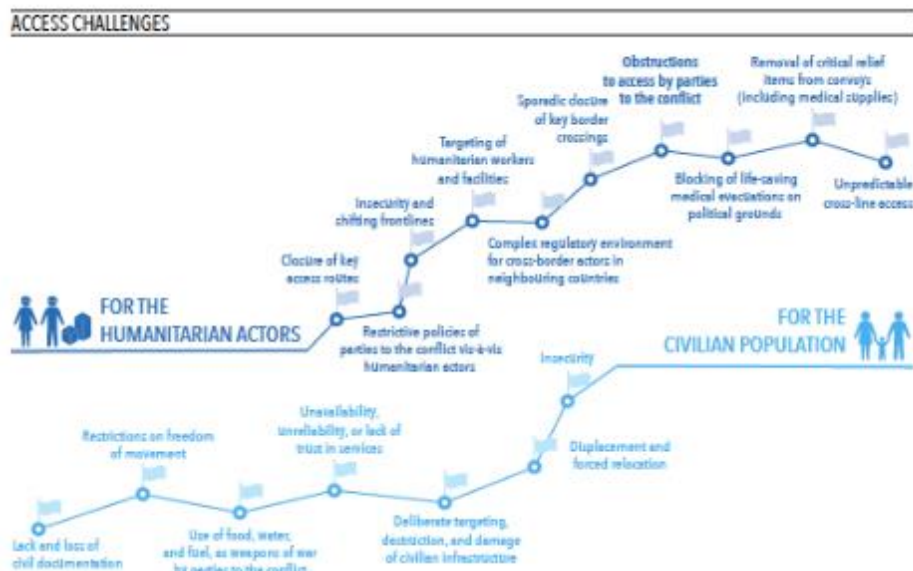 ACCESS CHALLENGES
Obstructions
to access by parties
to the conflict
Removal of critical relief
items from convoys
(including medical supplies)
Sporadic closure
of key border
crossings
Targeting of
humanitarian workers
and facilities
Blocking of life-saving
medical evacuations on
political grounds
Unpredictable
cross-line access
Insecurity and
shifting frontlines
Complex regulatory environment
for cross-border actors in
neighbouring countries
Closure of key
access routes
FOR THE
HUMANITARIAN ACTORS
Restrictive policies of
parties to the conflict vis-à-vis
humanitarian actors
FOR THE
CIVILIAN POPULATION
Insecurity
Unavailability,
unreliability, or lack of
trust in services
Restrictions on freedom
of movement
Displacement and
forced relocation
Deliberate targeting,
destruction, and damage
of civilian infrastructure
Use of food, water,
and fuel, as weapons of war
by parties to the conflict
Lack and loss of
civil documentation